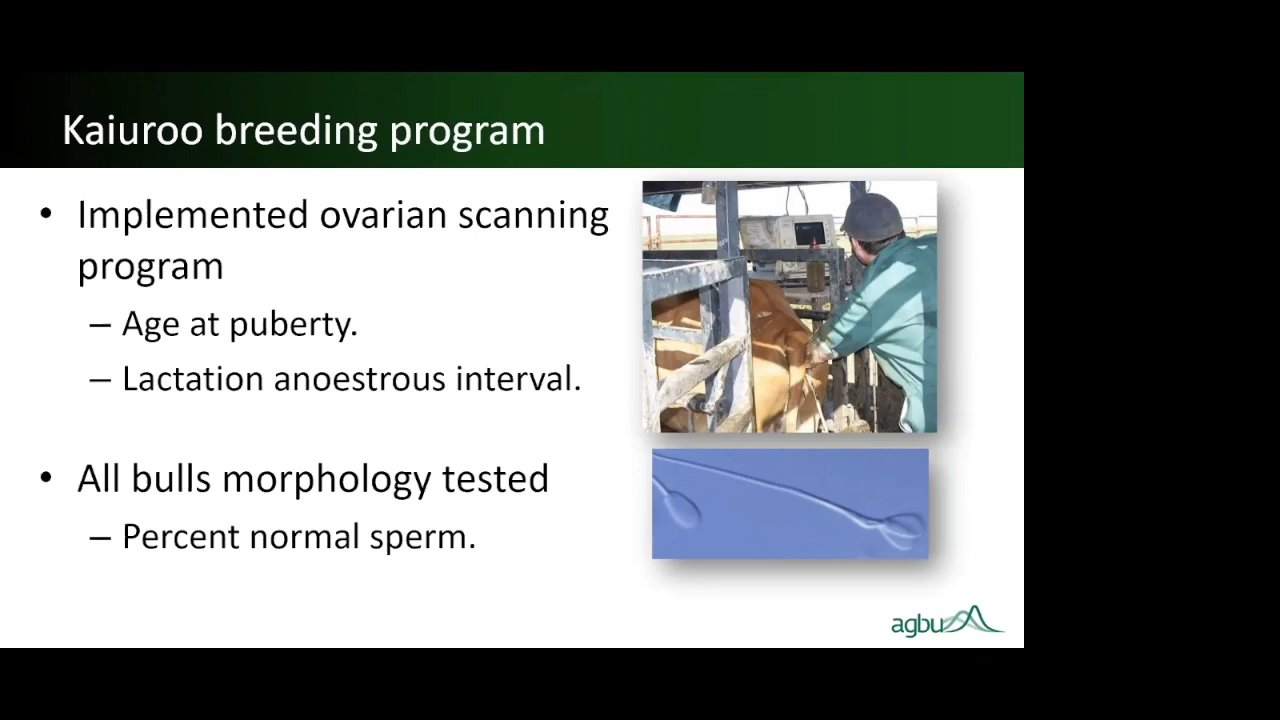 Kaiuroo breeding program
• Implemented ovarian scanning
program
– Age at puberty.
– Lactation anoestrous interval.
• All bulls morphology tested
– Percent normal sperm.
agbu